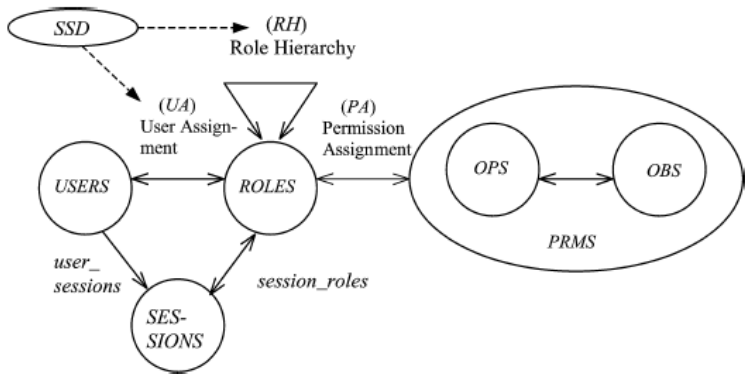 SSD
(RH)
Role Hierarchy
(UA)
User Assign-
ment
(PA)
Permission
Assignment
USERS
ROLES
OPS
OBS
PRMS
user_
sessions
session_roles
SES-
SIONS